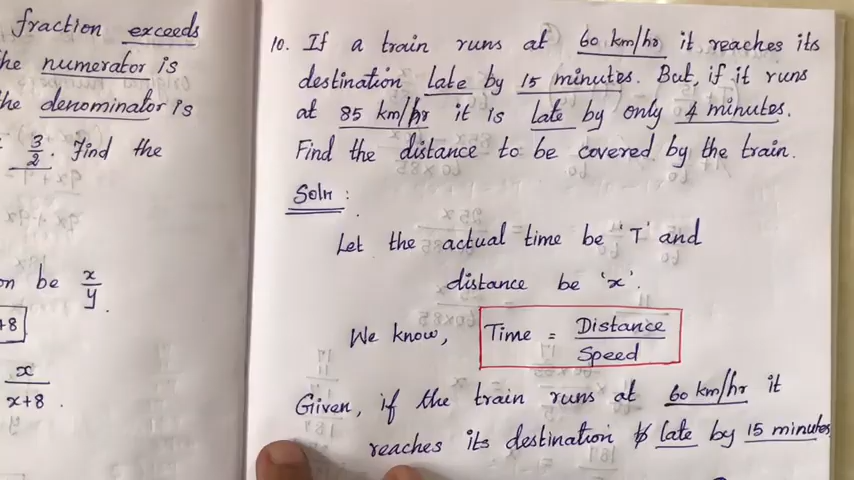 fraction exceeds
he numerator is
he denominator is
3/2. Find the
on be x/y.
+8
x/x+8.
10. If a train runs at 60 km/hr it reaches its
destination late by 15 minutes. But, if it runs
at 85 km/hr it is late by only 4 minutes.
Find the distance to be covered by the train.
Soln :
Let the actual time be 'T' and
distance be 'x'.
We know, Time = Distance/Speed
Given, if the train runs at 60 km/hr it
reaches its destination late by 15 minutes